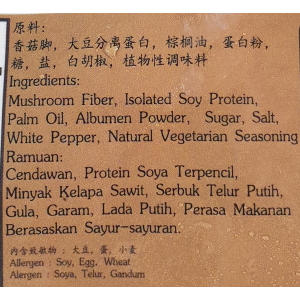 原料:
香菇脚，大豆分离蛋白，棕榈油，蛋白粉，
糖，盐，白胡椒，植物性调味料
Ingredients:
Mushroom Fiber, Isolated Soy Protein,
Palm Oil, Albumen Powder, Sugar, Salt,
White Pepper, Natural Vegetarian Seasoning
Ramuan:
Cendawan, Protein Soya Terpencil,
Minyak Kelapa Sawit, Serbuk Telur Putih,
Gula, Garam, Lada Putih, Perasa Makanan
Berasaskan Sayur-sayuran.
内含致敏物 : 大豆, 蛋, 小麦
Allergen : Soy, Egg, Wheat
Alergen : Soya, Telur, Gandum